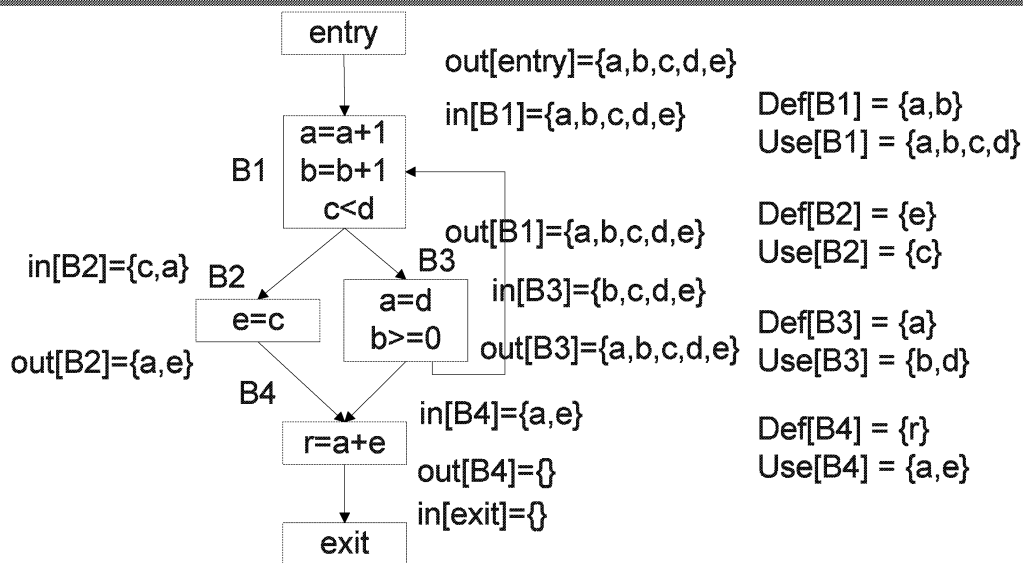 entry
out[entry]={a,b,c,d,e}
in[B1]={a,b,c,d,e}
B1
a=a+1
b=b+1
c<d
out[B1]={a,b,c,d,e}
in[B2]={c,a}
B2
e=c
out[B2]={a,e}
B3
in[B3]={b,c,d,e}
a=d
b>=0
out[B3]={a,b,c,d,e}
B4
in[B4]={a,e}
r=a+e
out[B4]={}
in[exit]={}
exit
Def[B1] = {a,b}
Use[B1] = {a,b,c,d}
Def[B2] = {e}
Use[B2] = {c}
Def[B3] = {a}
Use[B3] = {b,d}
Def[B4] = {r}
Use[B4] = {a,e}